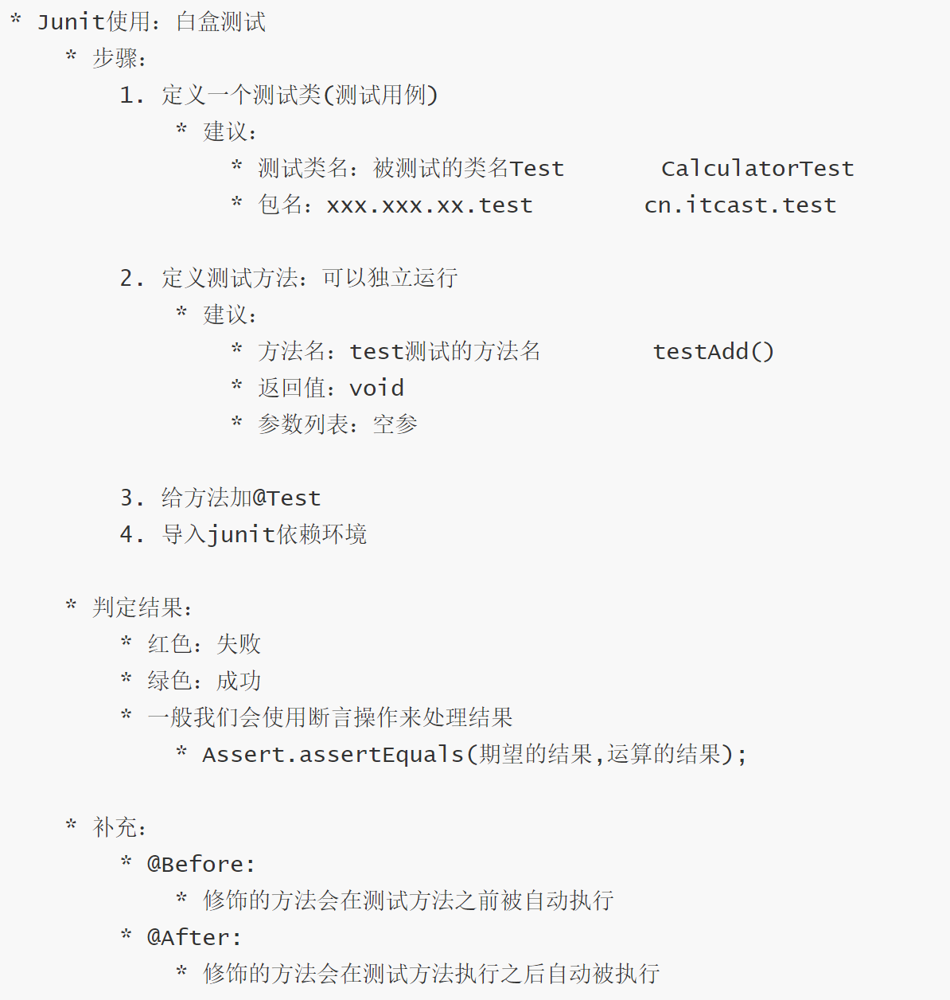 * Junit使用：白盒测试
* 步骤：
1. 定义一个测试类(测试用例)
* 建议：
* 测试类名：被测试的类名Test CalculatorTest
* 包名：xxx.xxx.xx.test cn.itcast.test
2. 定义测试方法：可以独立运行
* 建议：
* 方法名：test测试的方法名 testAdd()
* 返回值：void
* 参数列表：空参
3. 给方法加@Test
4. 导入junit依赖环境
* 判定结果：
* 红色：失败
* 绿色：成功
* 一般我们会使用断言操作来处理结果
* Assert.assertEquals(期望的结果,运算的结果);
* 补充：
* @Before:
* 修饰的方法会在测试方法之前被自动执行
* @After:
* 修饰的方法会在测试方法执行之后自动被执行